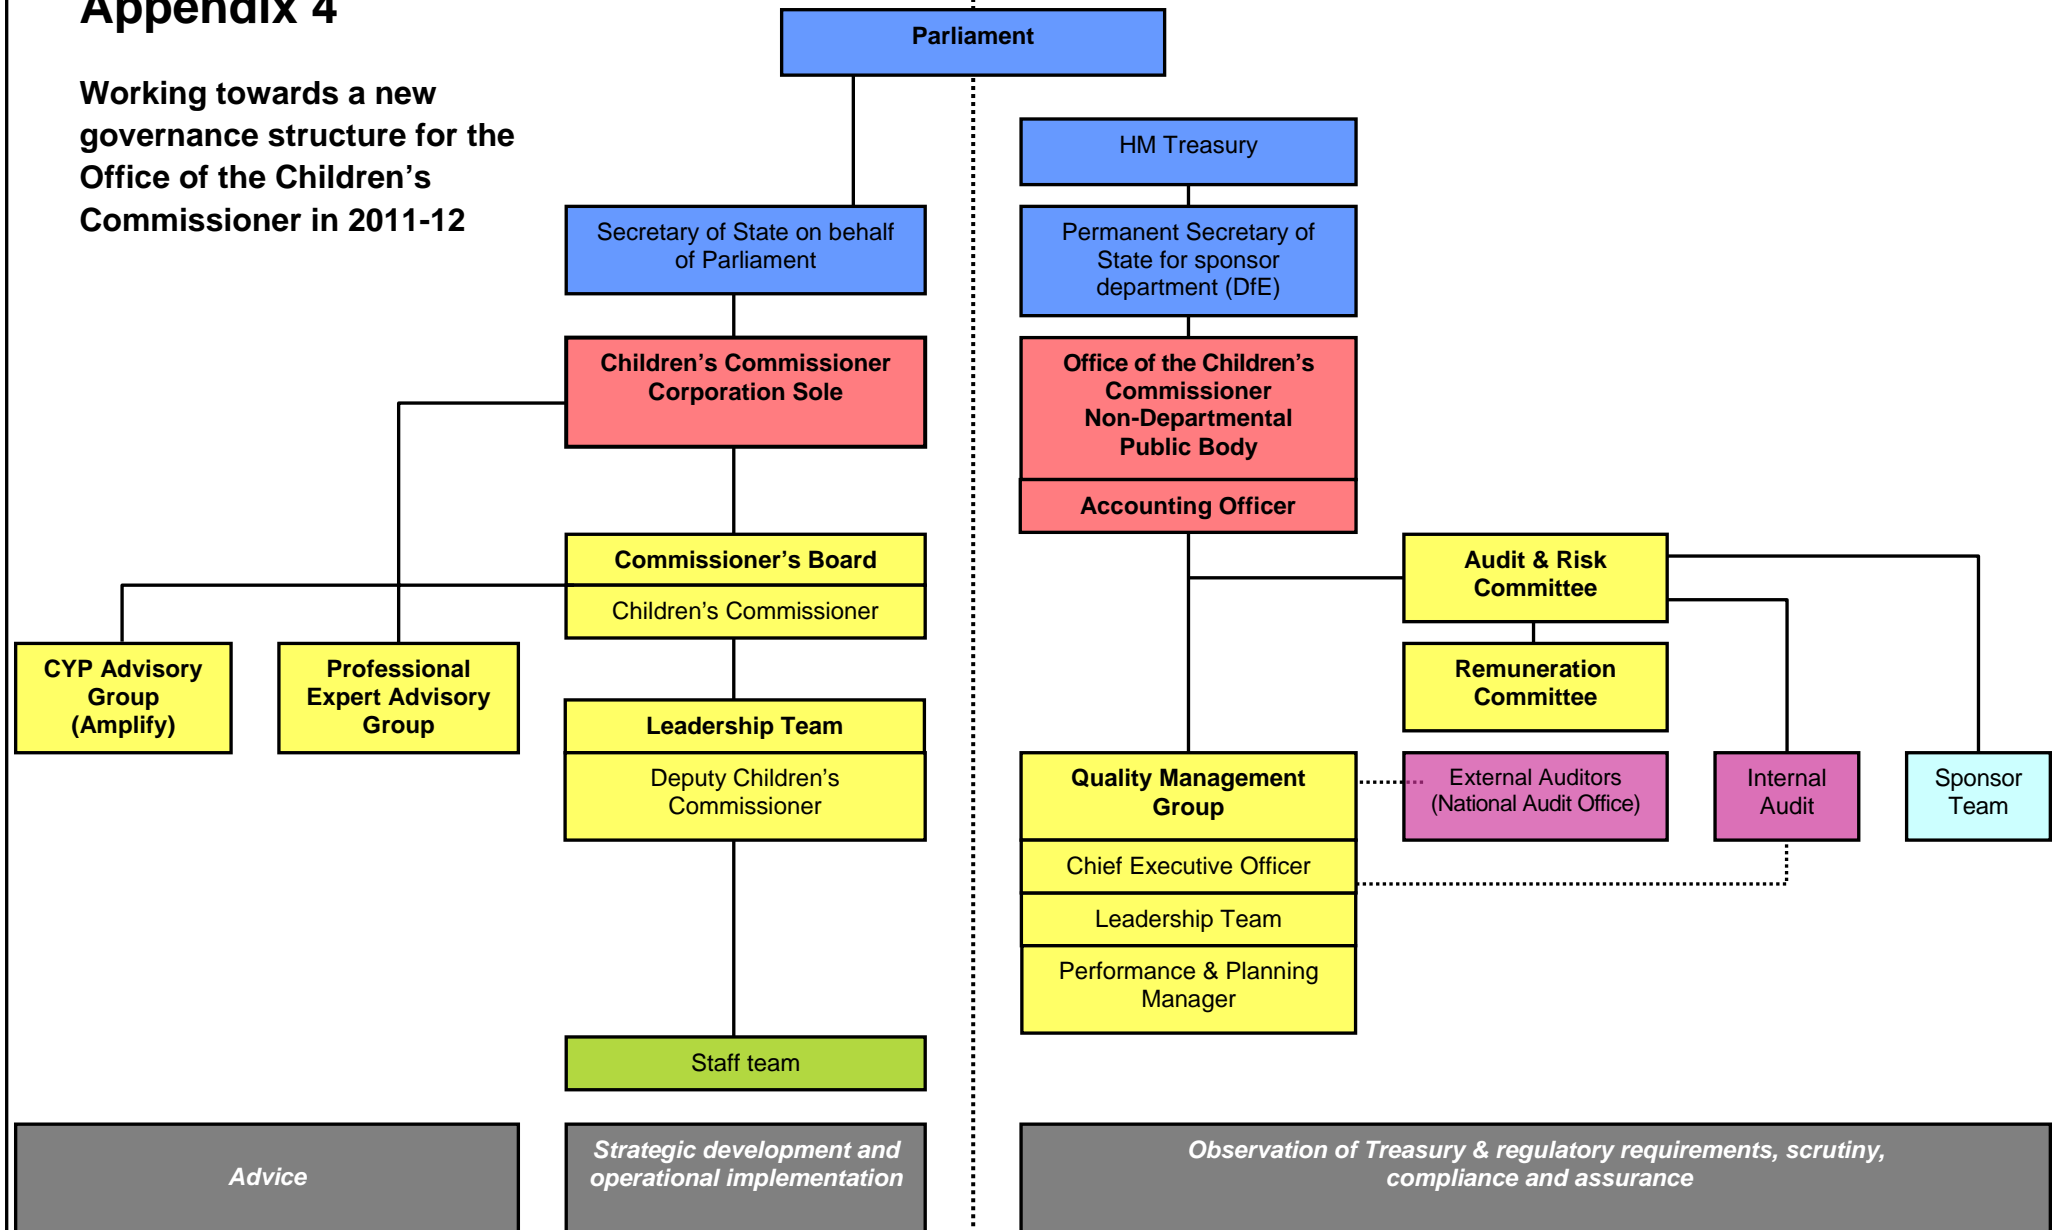 Appendix 4
Working towards a new
governance structure for the
Office of the Children's
Commissioner in 2011-12
Parliament
HM Treasury
Secretary of State on behalf
of Parliament
Permanent Secretary of
State for sponsor
department (DfE)
Children's Commissioner
Corporation Sole
Office of the Children's
Commissioner
Non-Departmental
Public Body
Accounting Officer
Commissioner's Board
Children's Commissioner
Audit & Risk
Committee
CYP Advisory
Group
(Amplify)
Professional
Expert Advisory
Group
Remuneration
Committee
Leadership Team
Deputy Children's
Commissioner
Quality Management
Group
External Auditors
(National Audit Office)
Internal
Audit
Sponsor
Team
Chief Executive Officer
Leadership Team
Performance & Planning
Manager
Staff team
Advice
Strategic development and
operational implementation
Observation of Treasury & regulatory requirements, scrutiny,
compliance and assurance